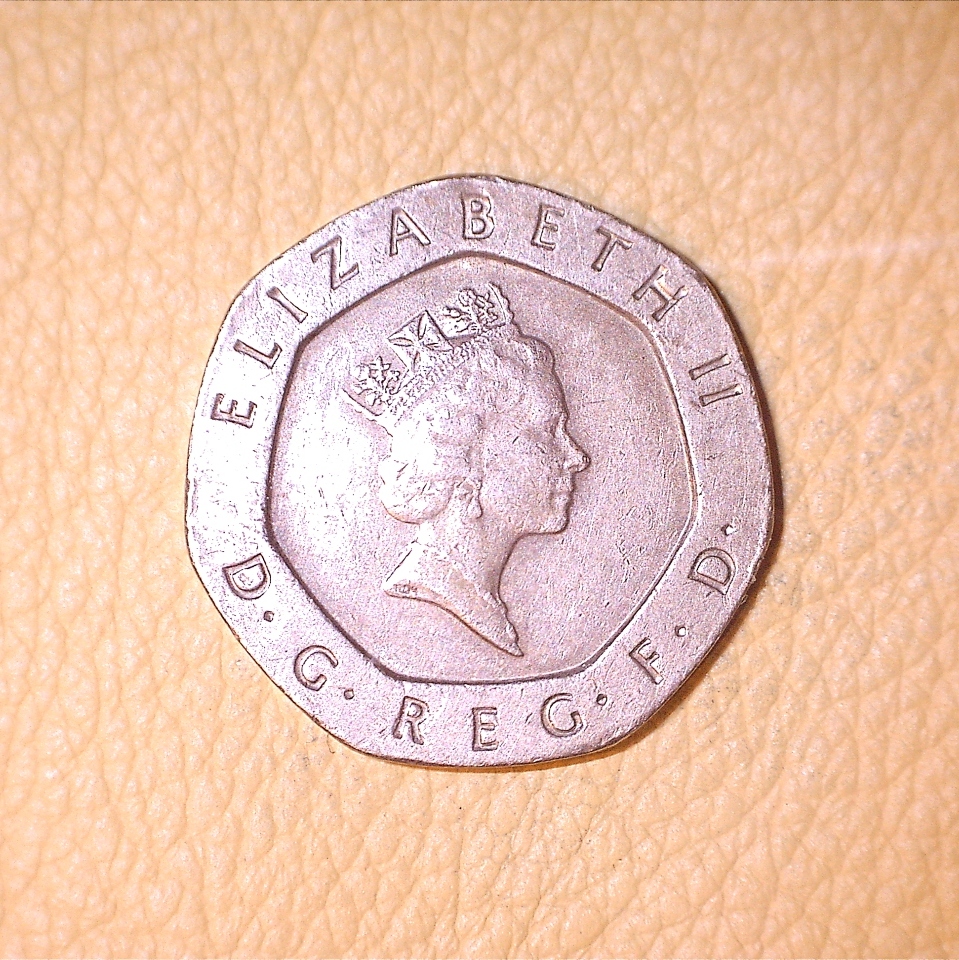 ELIZABETH II
D. G. REG. F. D.